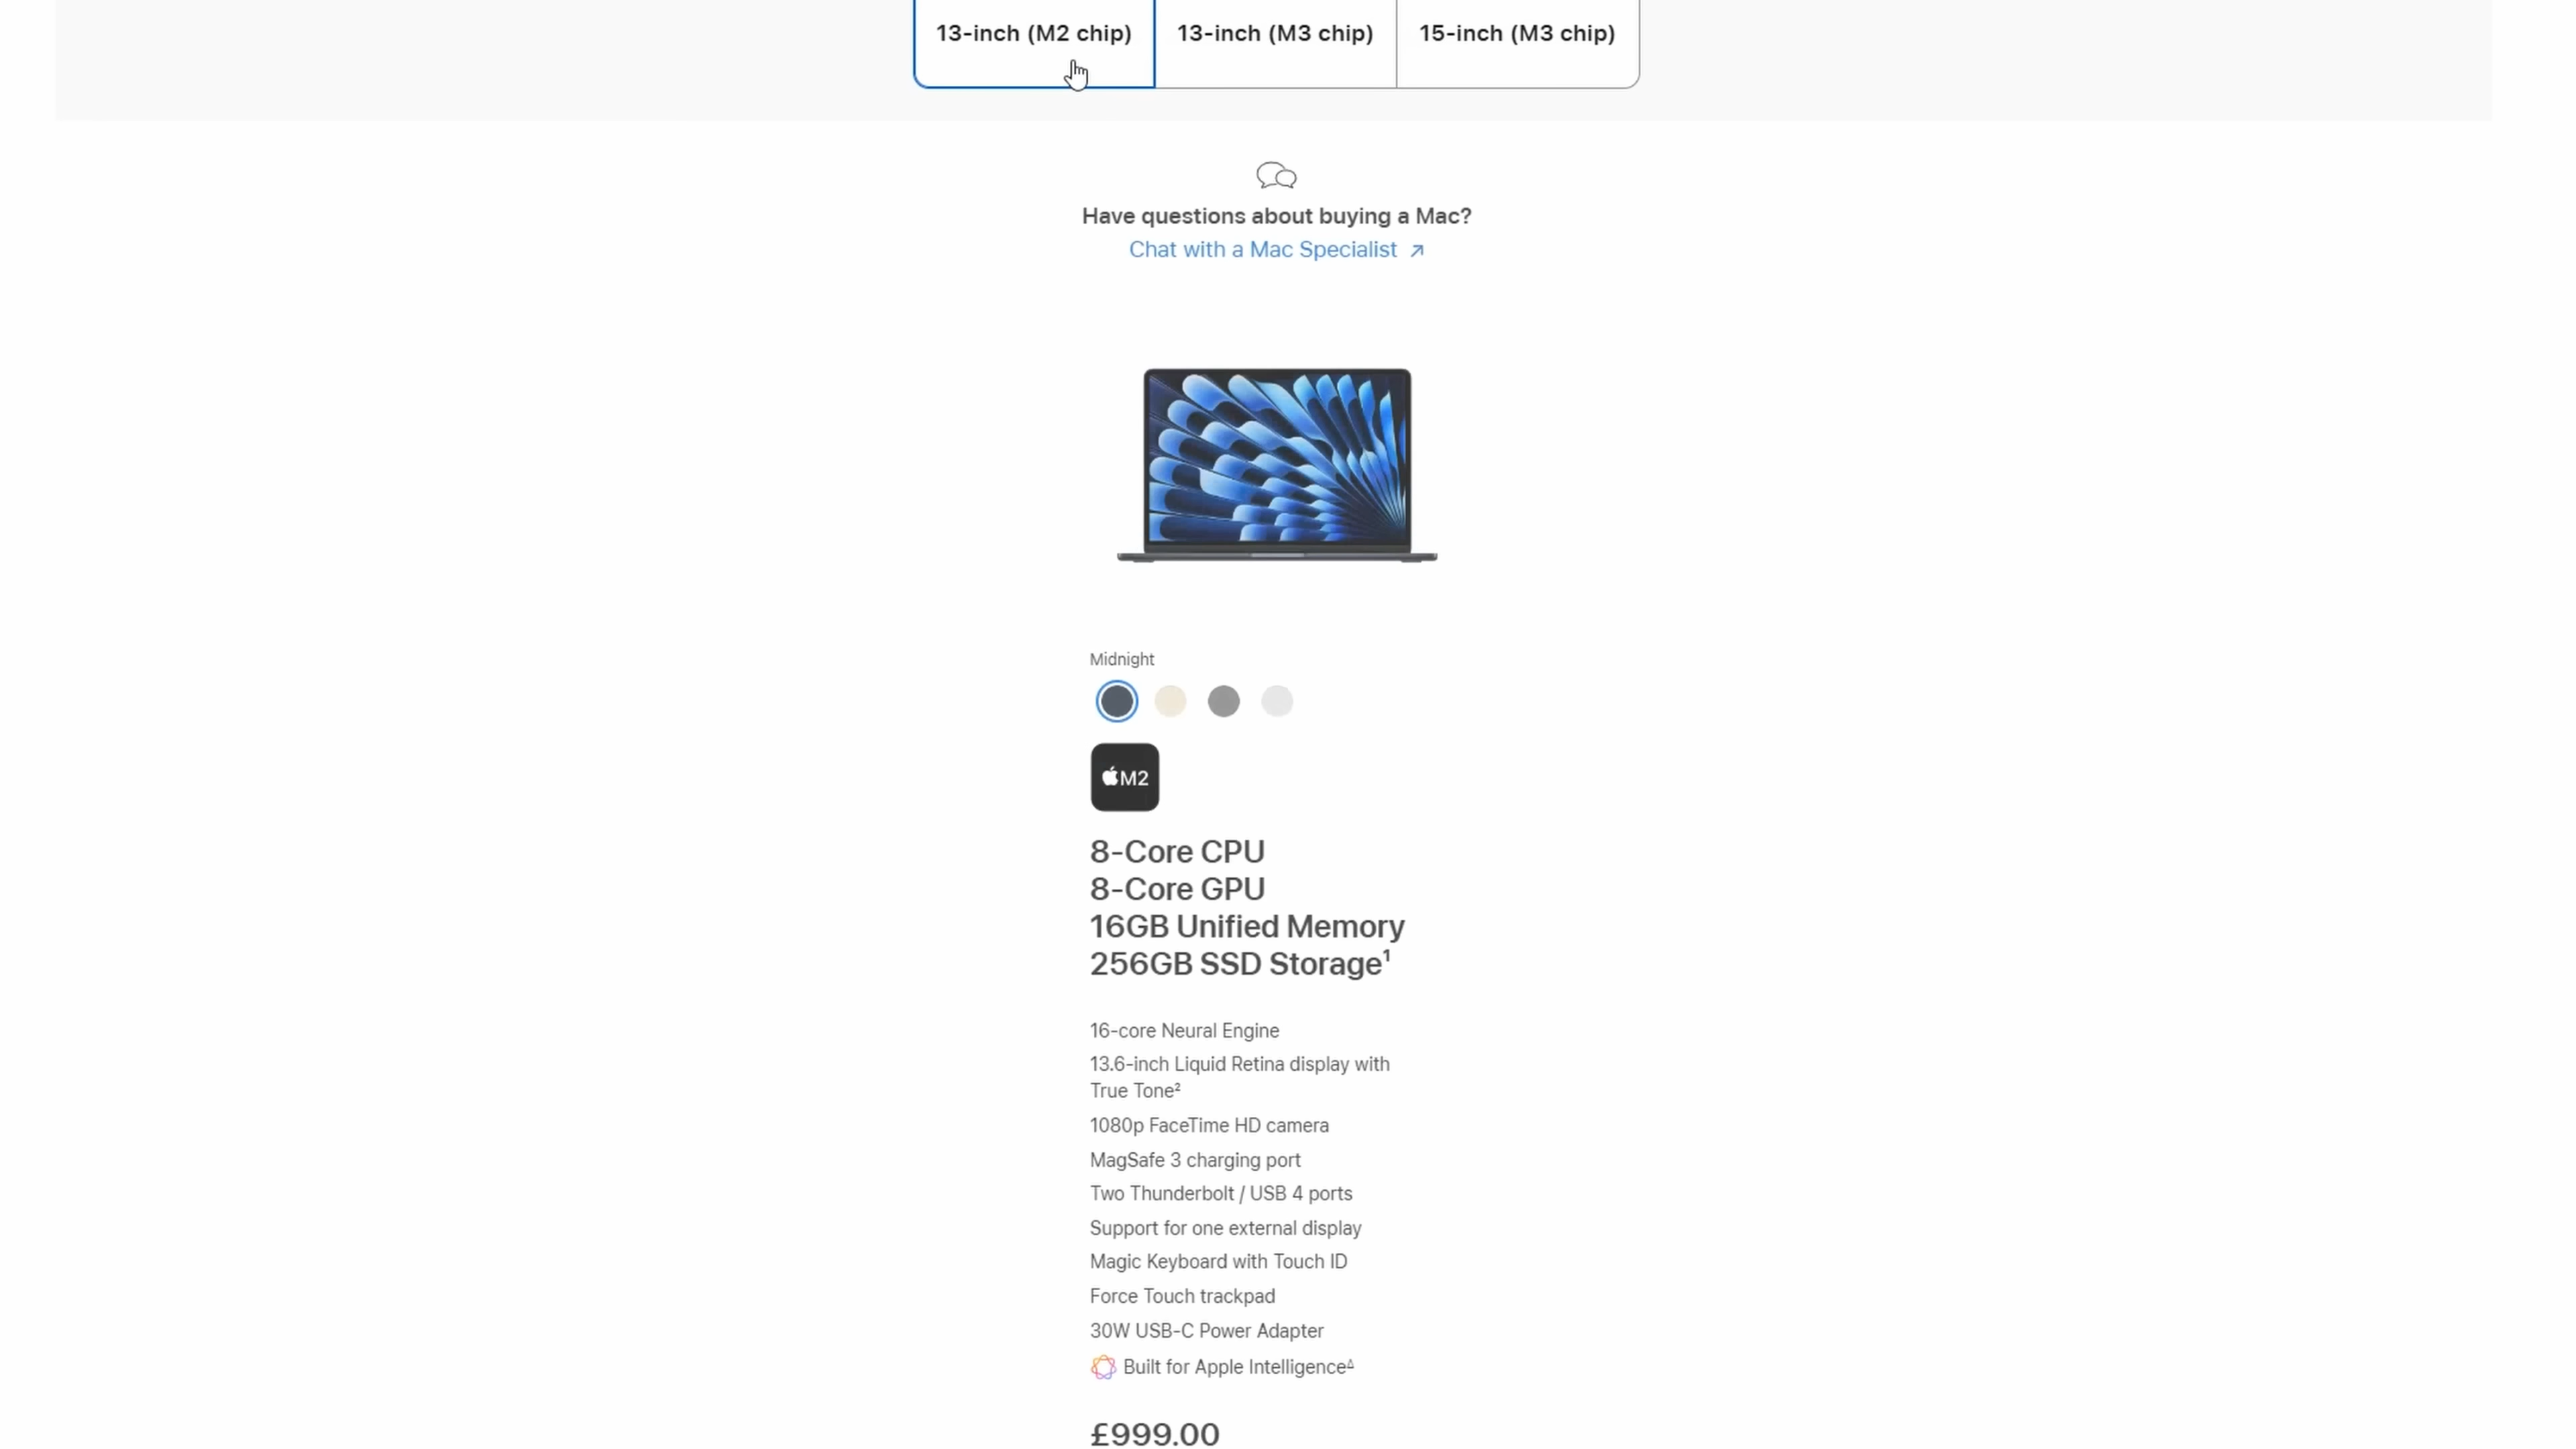 13-inch (M2 chip)
13-inch (M3 chip)
15-inch (M3 chip)
Have questions about buying a Mac?
Chat with a Mac Specialist ↗
Midnight
M2
8-Core CPU
8-Core GPU
16GB Unified Memory
256GB SSD Storage¹
16-core Neural Engine
13.6-inch Liquid Retina display with
True Tone²
1080p FaceTime HD camera
MagSafe 3 charging port
Two Thunderbolt / USB 4 ports
Support for one external display
Magic Keyboard with Touch ID
Force Touch trackpad
30W USB-C Power Adapter
Built for Apple Intelligence∆
£999.00